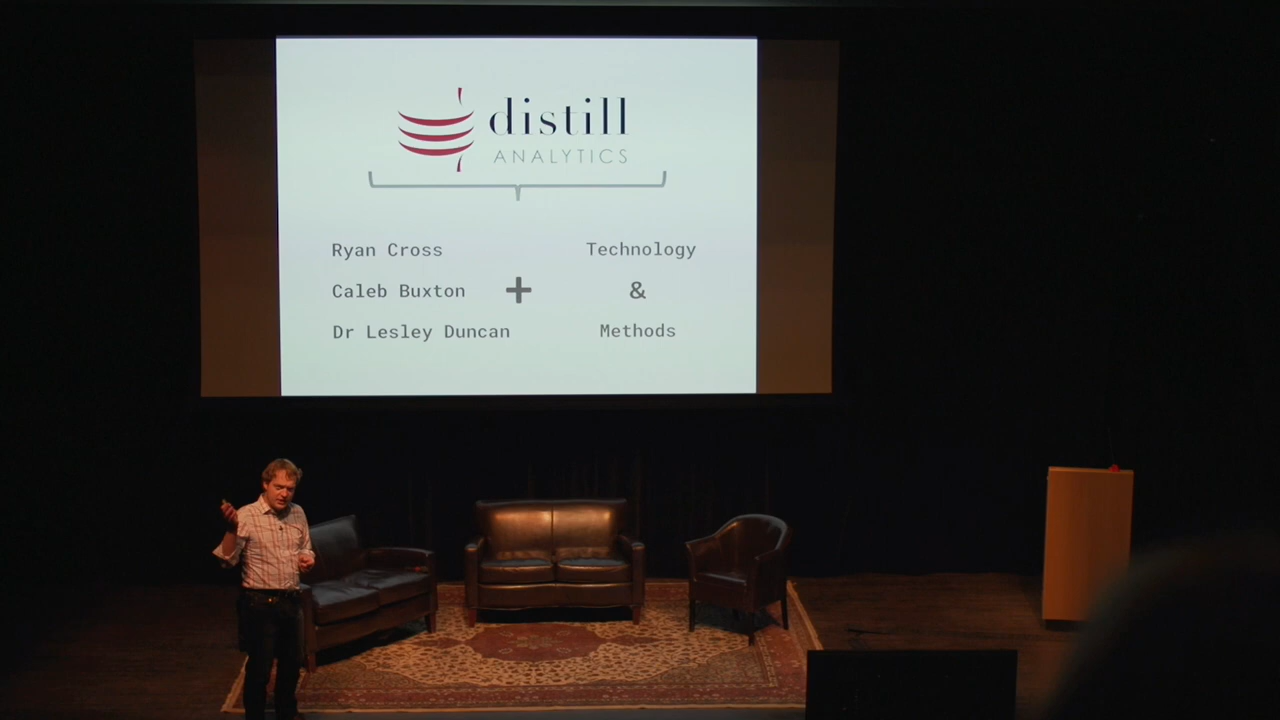 distill
ANALYTICS
Ryan Cross
Technology
Caleb Buxton
+
&
Dr Lesley Duncan
Methods